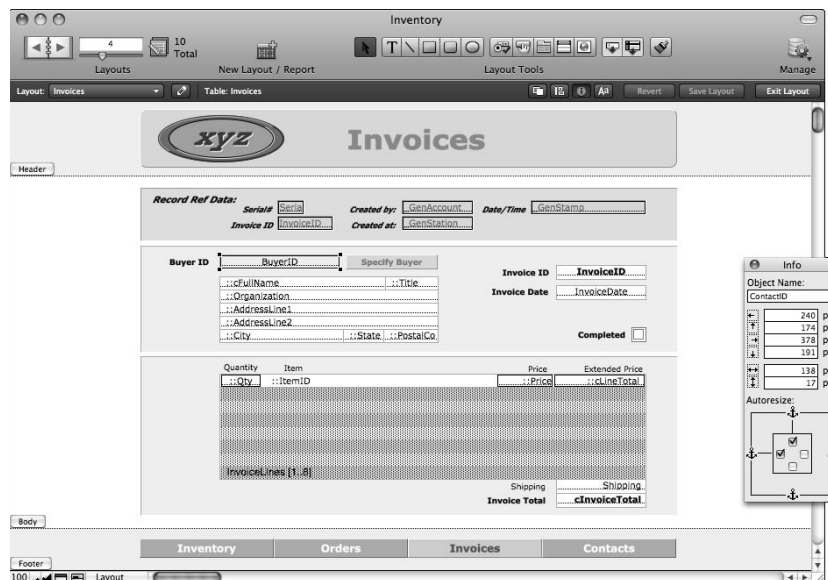 Inventory
4
10
Total
Layouts
New Layout / Report
T
Layout Tools
Manage
Layout: Invoices
Table: Invoices
Aa
Revert
Save Layout
Exit Layout
xyz
Invoices
Header
Record Ref Data:
Serial# Seria
Created by: _GenAccount
Date/Time _GenStamp
Invoice ID InvoiceID
Created at: _GenStation
Buyer ID BuyerID
Specify Buyer
Invoice ID InvoiceID
::cFullName ::Title
Invoice Date InvoiceDate
::Organization
::AddressLine1
::AddressLine2
::City ::State ::PostalCo
Completed
Info
Object Name:
ContactID
240 p
174 p
378 p
191 p
138 p
17 p
Autoresize:
Quantity Item Price Extended Price
::Qty ::ItemID ::Price ::cLineTotal
InvoiceLines [1..8]
Shipping Shipping
Invoice Total cInvoiceTotal
Body
Inventory Orders Invoices Contacts
Footer
100 Layout